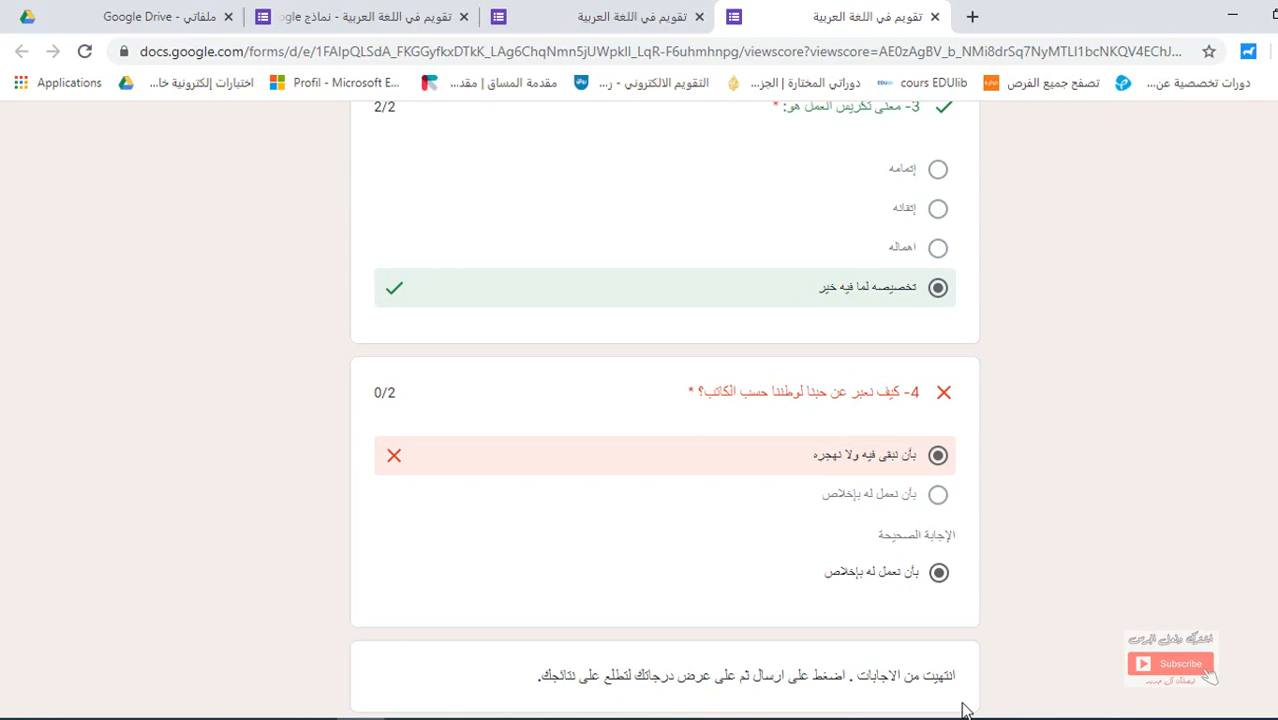 ملفاتي - Google Drive
تقويم في اللغة العربية - نماذج
تقويم في اللغة العربية
تقويم في اللغة العربية
docs.google.com/forms/d/e/1FAIpQLSdA_FKGGyfkxDTkK_LAg6ChqNmn5jUWpkII_LqR-F6uhmhnpg/viewscore?viewscore=AE0zAgBV_b_NMi8drSq7NyMTLI1bcNKQV4EChJ...
Applications
اختيارات إلكترونية خا...
Profil - Microsoft E...
مقدمة المساق | مقد...
التقويم الالكتروني - ر...
دوراتي المختارة | الجز...
cours EDUlib
تصفح جميع الفرص
دورات تخصصية عن...
3- معنى تكريس العمل هو: *
2/2
إتمامه
إتقانه
اهماله
تخصيصه لما فيه خير
4- كيف نعبر عن حبنا لوطننا حسب الكاتب؟ *
0/2
بأن نبقى فيه ولا نهجره
بأن نعمل له بإخلاص
الإجابة الصحيحة
بأن نعمل له بإخلاص
انتهيت من الاجابات . اضغط على ارسال ثم على عرض درجاتك لتطلع على نتائجك.
Subscribe